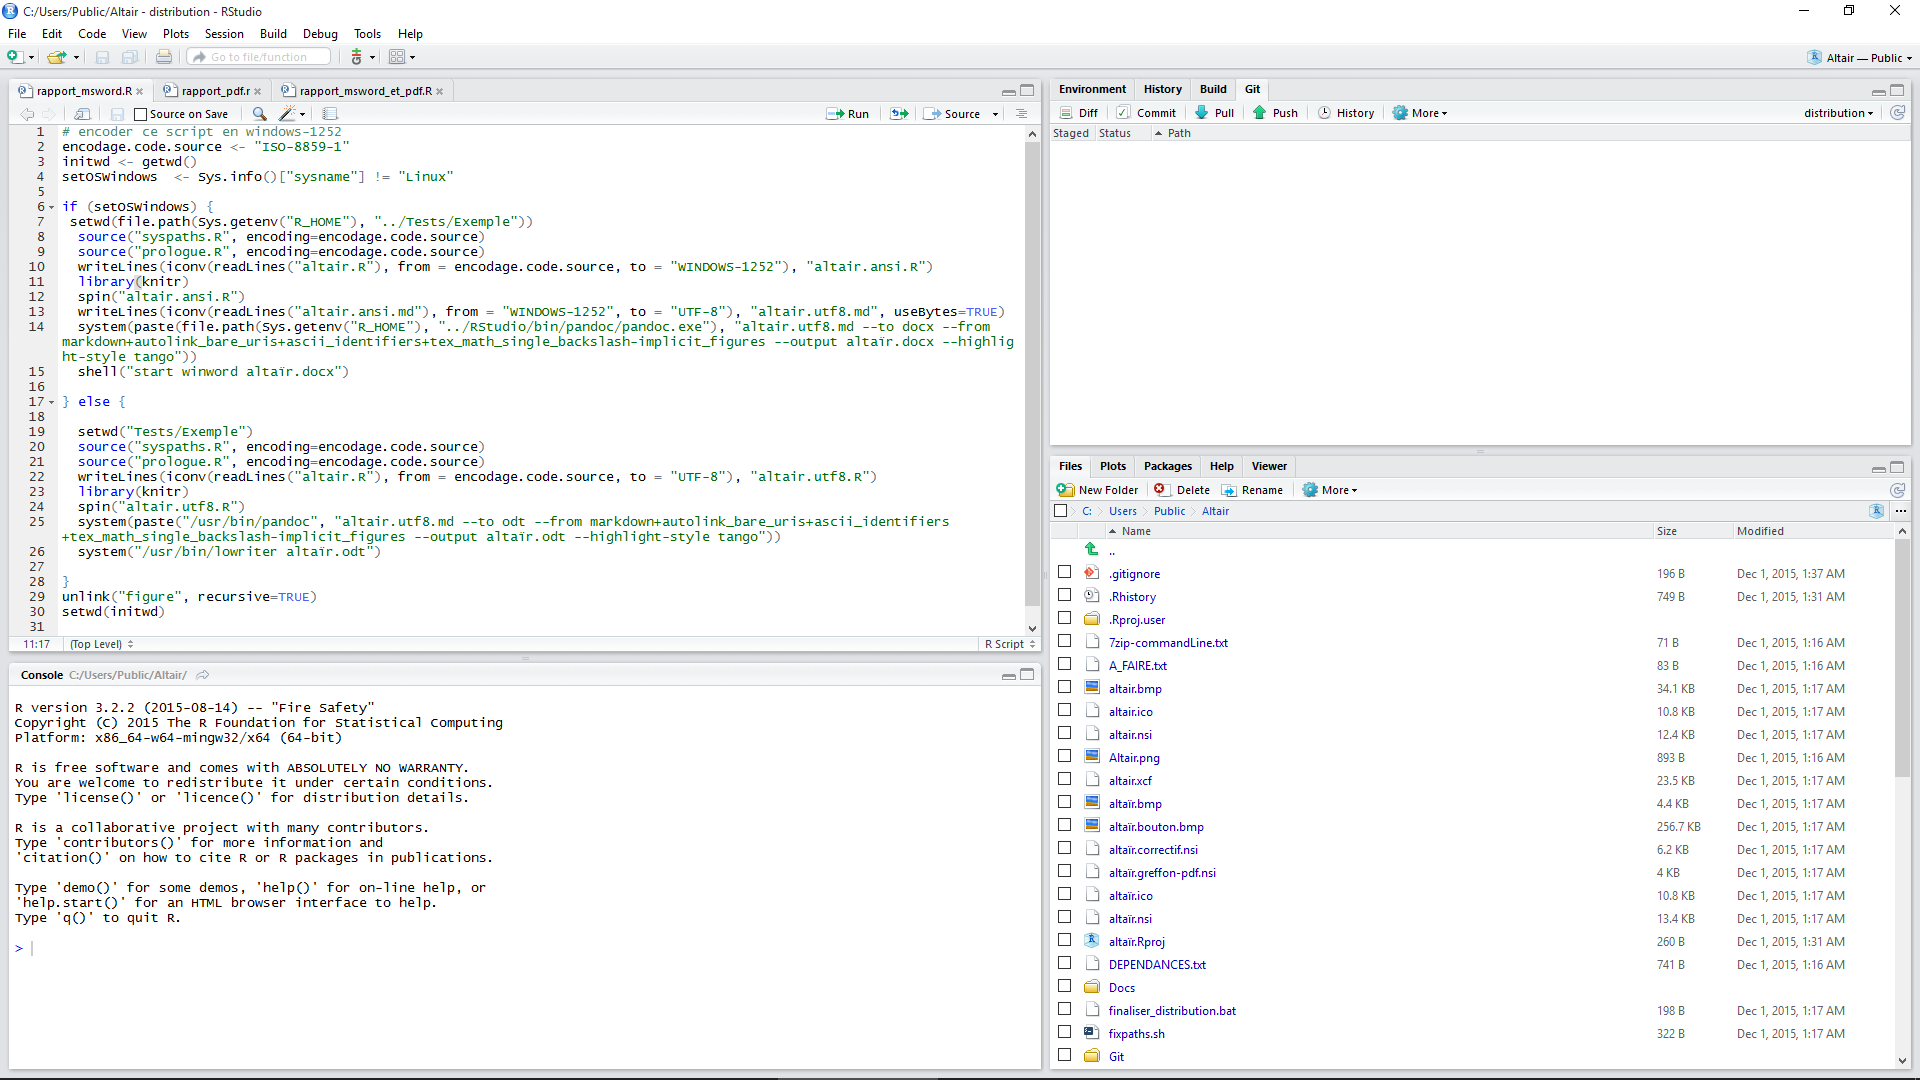 C:/Users/Public/Altair - distribution - RStudio
File Edit Code View Plots Session Build Debug Tools Help
Go to file/function
Altair — Public
rapport_msword.R
rapport_pdf.r
rapport_msword_et_pdf.R
Source on Save
Run
Source
1 # encoder ce script en windows-1252
2 encodage.code.source <- "ISO-8859-1"
3 initwd <- getwd()
4 setOSWindows  <- Sys.info()["sysname"] != "Linux"
5
6 if (setOSWindows) {
7  setwd(file.path(Sys.getenv("R_HOME"), "../Tests/Exemple"))
8   source("syspaths.R", encoding=encodage.code.source)
9   source("prologue.R", encoding=encodage.code.source)
10   writeLines(iconv(readLines("altair.R"), from = encodage.code.source, to = "WINDOWS-1252"), "altair.ansi.R")
11   library(knitr)
12   spin("altair.ansi.R")
13   writeLines(iconv(readLines("altair.ansi.md"), from = "WINDOWS-1252", to = "UTF-8"), "altair.utf8.md", useBytes=TRUE)
14   system(paste(file.path(Sys.getenv("R_HOME"), "../RStudio/bin/pandoc/pandoc.exe"), "altair.utf8.md --to docx --from
markdown+autolink_bare_uris+ascii_identifiers+tex_math_single_backslash-implicit_figures --output altaïr.docx --highlig
ht-style tango"))
15   shell("start winword altaïr.docx")
16
17 } else {
18
19   setwd("Tests/Exemple")
20   source("syspaths.R", encoding=encodage.code.source)
21   source("prologue.R", encoding=encodage.code.source)
22   writeLines(iconv(readLines("altair.R"), from = encodage.code.source, to = "UTF-8"), "altair.utf8.R")
23   library(knitr)
24   spin("altair.utf8.R")
25   system(paste("/usr/bin/pandoc", "altair.utf8.md --to odt --from markdown+autolink_bare_uris+ascii_identifiers
+tex_math_single_backslash-implicit_figures --output altaïr.odt --highlight-style tango"))
26   system("/usr/bin/lowriter altaïr.odt")
27
28 }
29 unlink("figure", recursive=TRUE)
30 setwd(initwd)
31
11:17 (Top Level) R Script
Console C:/Users/Public/Altair/
R version 3.2.2 (2015-08-14) -- "Fire Safety"
Copyright (C) 2015 The R Foundation for Statistical Computing
Platform: x86_64-w64-mingw32/x64 (64-bit)
R is free software and comes with ABSOLUTELY NO WARRANTY.
You are welcome to redistribute it under certain conditions.
Type 'license()' or 'licence()' for distribution details.
R is a collaborative project with many contributors.
Type 'contributors()' for more information and
'citation()' on how to cite R or R packages in publications.
Type 'demo()' for some demos, 'help()' for on-line help, or
'help.start()' for an HTML browser interface to help.
Type 'q()' to quit R.
>
Environment History Build Git
Diff Commit Pull Push History More distribution
Staged Status Path
Files Plots Packages Help Viewer
New Folder Delete Rename More
C: Users Public Altair ...
Name Size Modified
..
.gitignore 196 B Dec 1, 2015, 1:37 AM
.Rhistory 749 B Dec 1, 2015, 1:31 AM
.Rproj.user
7zip-commandLine.txt 71 B Dec 1, 2015, 1:16 AM
A_FAIRE.txt 83 B Dec 1, 2015, 1:16 AM
altair.bmp 34.1 KB Dec 1, 2015, 1:17 AM
altair.ico 10.8 KB Dec 1, 2015, 1:17 AM
altair.nsi 12.4 KB Dec 1, 2015, 1:17 AM
Altair.png 893 B Dec 1, 2015, 1:16 AM
altair.xcf 23.5 KB Dec 1, 2015, 1:17 AM
altaïr.bmp 4.4 KB Dec 1, 2015, 1:17 AM
altaïr.bouton.bmp 256.7 KB Dec 1, 2015, 1:17 AM
altaïr.correctif.nsi 6.2 KB Dec 1, 2015, 1:17 AM
altaïr.greffon-pdf.nsi 4 KB Dec 1, 2015, 1:17 AM
altaïr.ico 10.8 KB Dec 1, 2015, 1:17 AM
altaïr.nsi 13.4 KB Dec 1, 2015, 1:17 AM
altaïr.Rproj 260 B Dec 1, 2015, 1:31 AM
DEPENDANCES.txt 741 B Dec 1, 2015, 1:16 AM
Docs
finaliser_distribution.bat 198 B Dec 1, 2015, 1:17 AM
fixpaths.sh 322 B Dec 1, 2015, 1:17 AM
Git